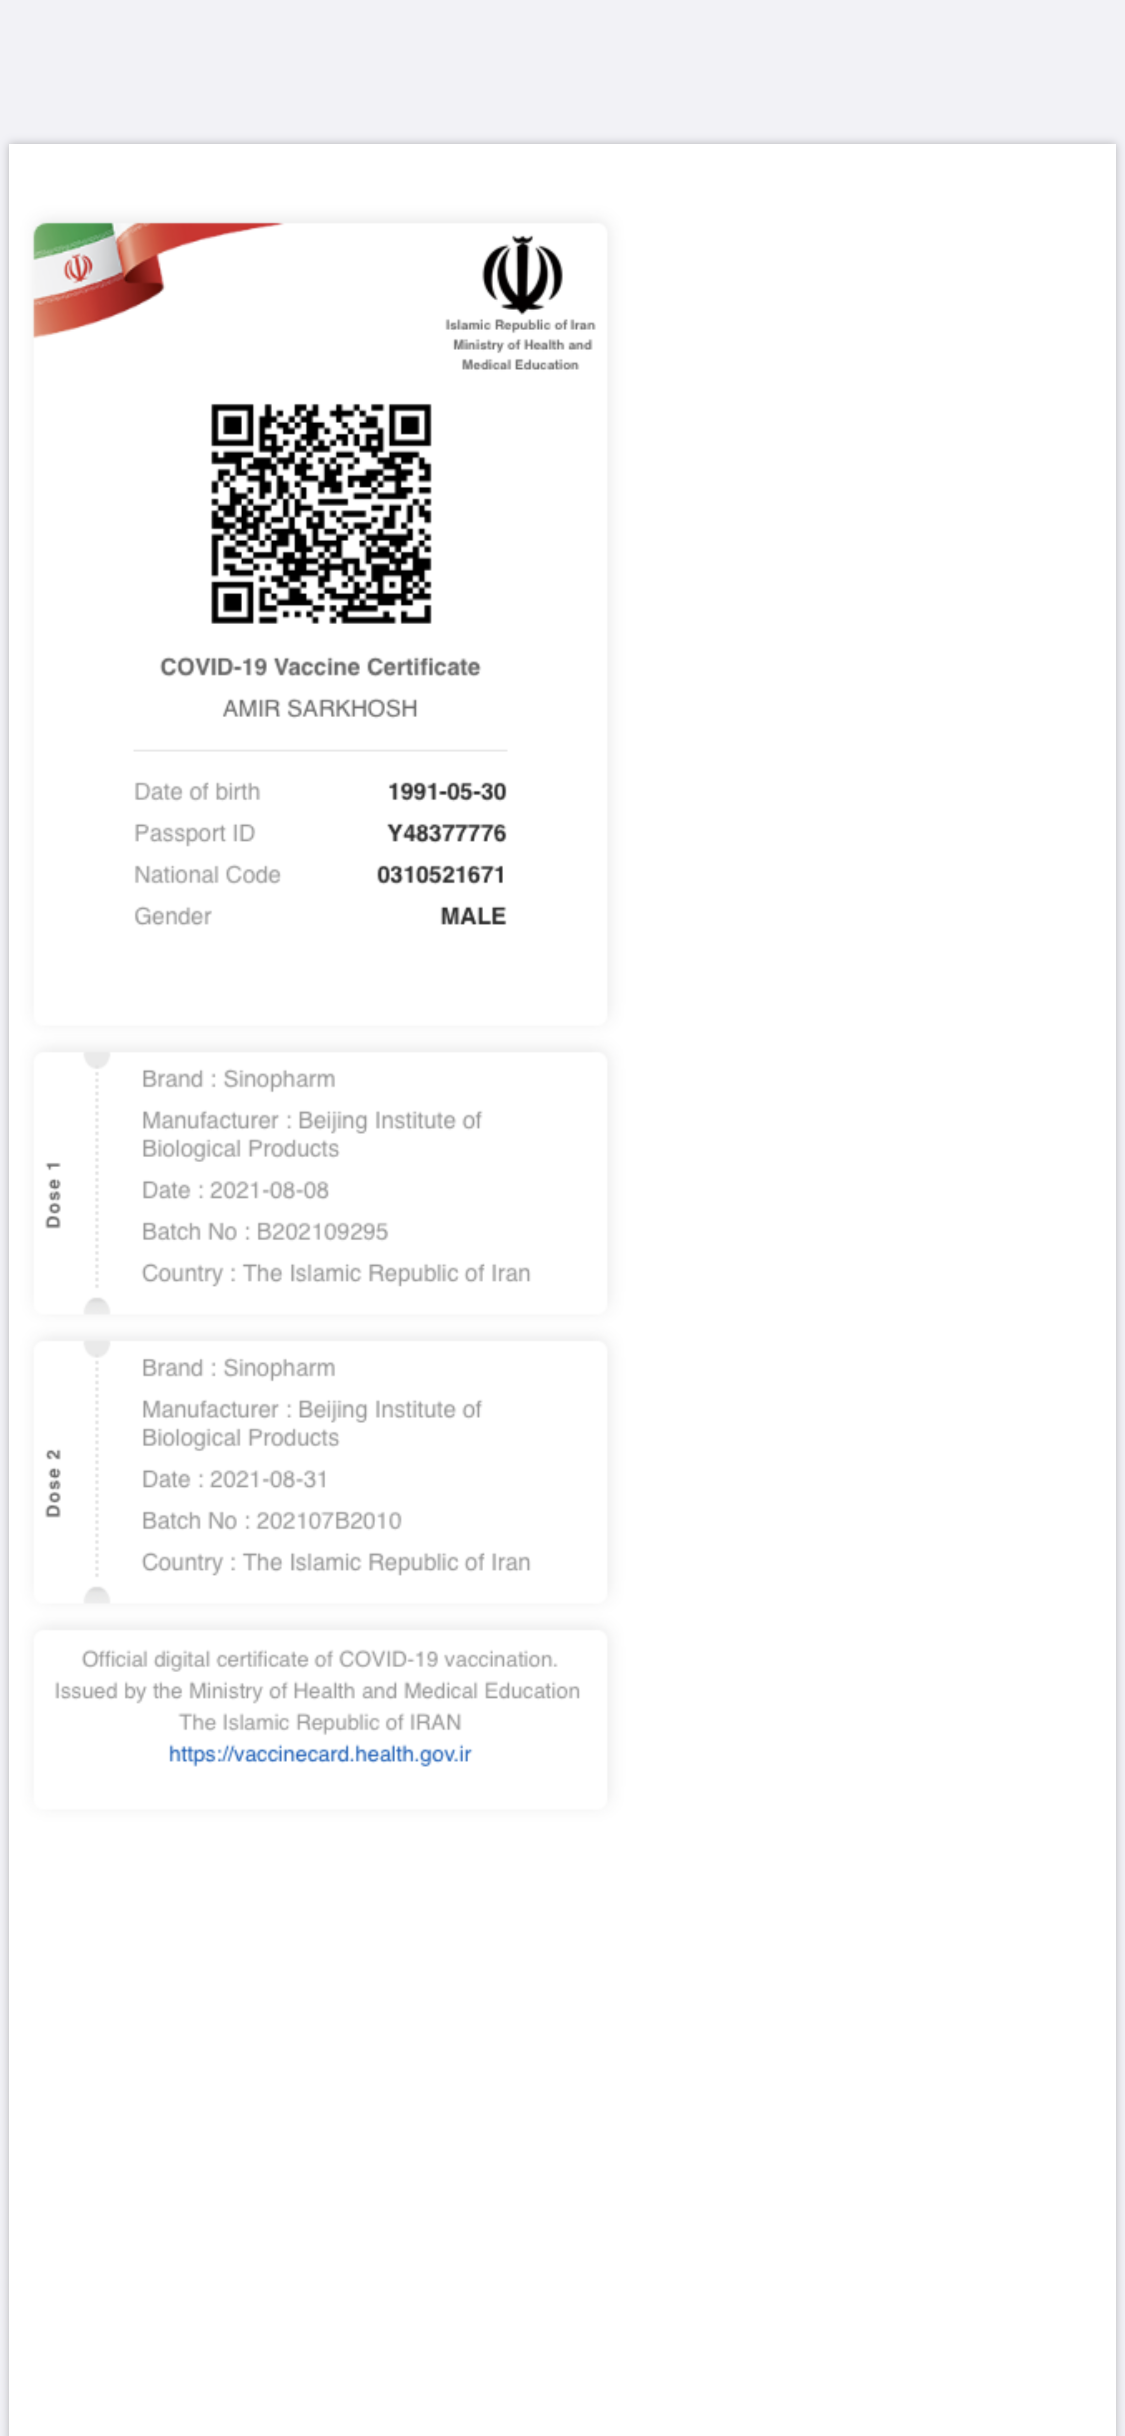 Islamic Republic of Iran
Ministry of Health and
Medical Education
COVID-19 Vaccine Certificate
AMIR SARKHOSH
Date of birth 1991-05-30
Passport ID Y48377776
National Code 0310521671
Gender MALE
Dose 1
Brand : Sinopharm
Manufacturer : Beijing Institute of
Biological Products
Date : 2021-08-08
Batch No : B202109295
Country : The Islamic Republic of Iran
Dose 2
Brand : Sinopharm
Manufacturer : Beijing Institute of
Biological Products
Date : 2021-08-31
Batch No : 202107B2010
Country : The Islamic Republic of Iran
Official digital certificate of COVID-19 vaccination.
Issued by the Ministry of Health and Medical Education
The Islamic Republic of IRAN
https://vaccinecard.health.gov.ir